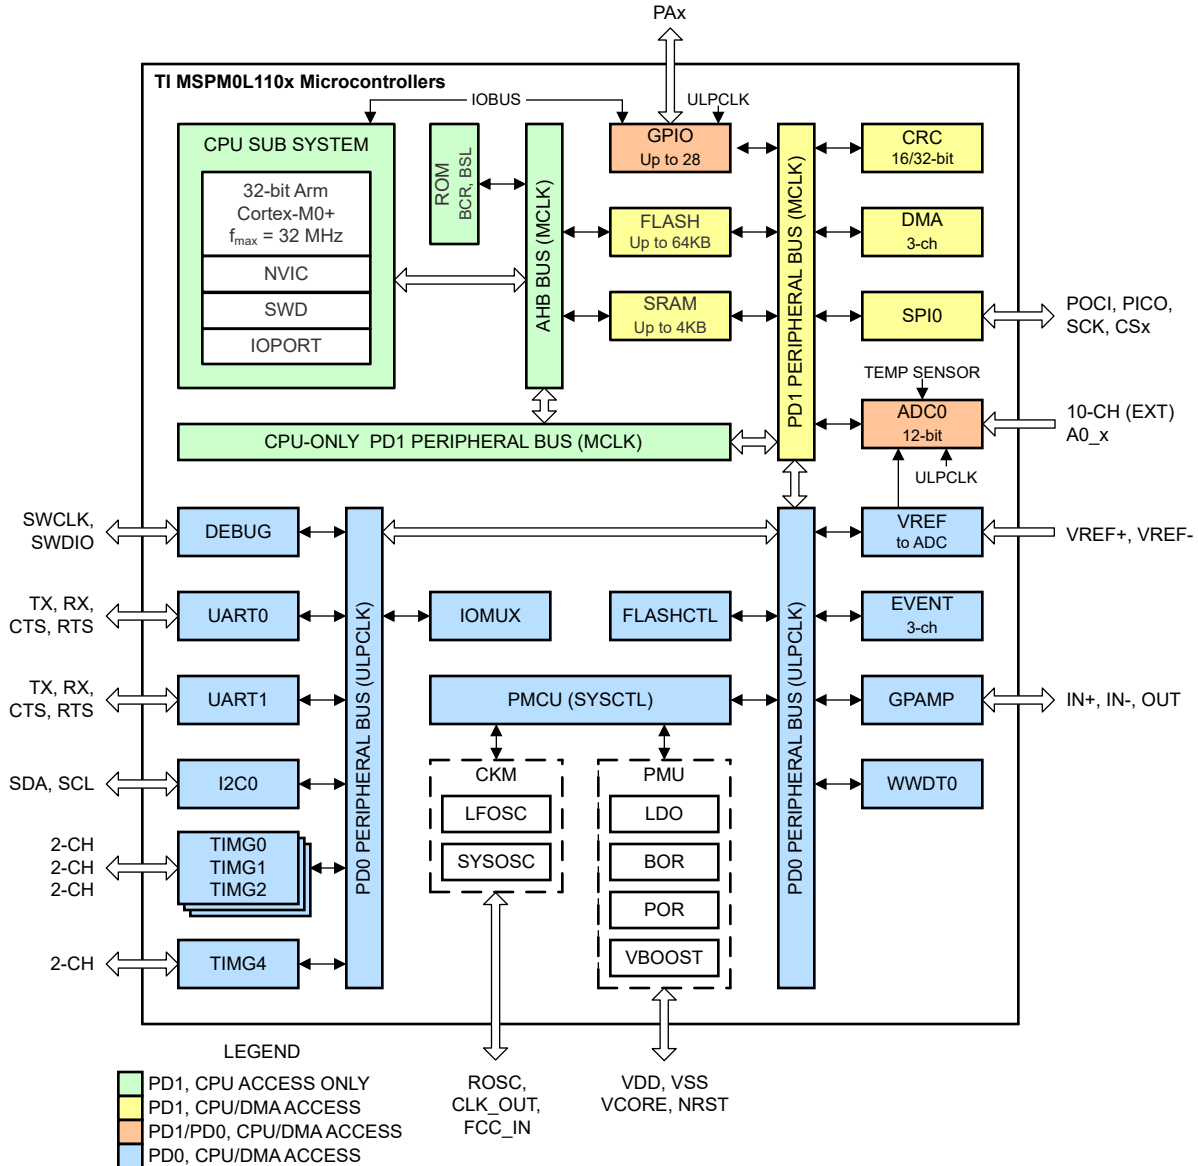 PAx
TI MSPM0L110x Microcontrollers
IOBUS
ULPCLK
CPU SUB SYSTEM
32-bit Arm
Cortex-M0+
fmax = 32 MHz
NVIC
SWD
IOPORT
ROM
BCR, BSL
AHB BUS (MCLK)
GPIO
Up to 28
FLASH
Up to 64KB
SRAM
Up to 4KB
PD1 PERIPHERAL BUS (MCLK)
CRC
16/32-bit
DMA
3-ch
SPI0
POCI, PICO,
SCK, CSx
TEMP SENSOR
ADC0
12-bit
10-CH (EXT)
A0_x
ULPCLK
CPU-ONLY PD1 PERIPHERAL BUS (MCLK)
SWCLK,
SWDIO
DEBUG
TX, RX,
CTS, RTS
UART0
TX, RX,
CTS, RTS
UART1
SDA, SCL
I2C0
2-CH
2-CH
2-CH
TIMG0
TIMG1
TIMG2
2-CH
TIMG4
PD0 PERIPHERAL BUS (ULPCLK)
IOMUX
FLASHCTL
PMCU (SYSCTL)
CKM
LFOSC
SYSOSC
PMU
LDO
BOR
POR
VBOOST
PD0 PERIPHERAL BUS (ULPCLK)
VREF
to ADC
VREF+, VREF-
EVENT
3-ch
GPAMP
IN+, IN-, OUT
WWDT0
ROSC,
CLK_OUT,
FCC_IN
VDD, VSS
VCORE, NRST
LEGEND
PD1, CPU ACCESS ONLY
PD1, CPU/DMA ACCESS
PD1/PD0, CPU/DMA ACCESS
PD0, CPU/DMA ACCESS